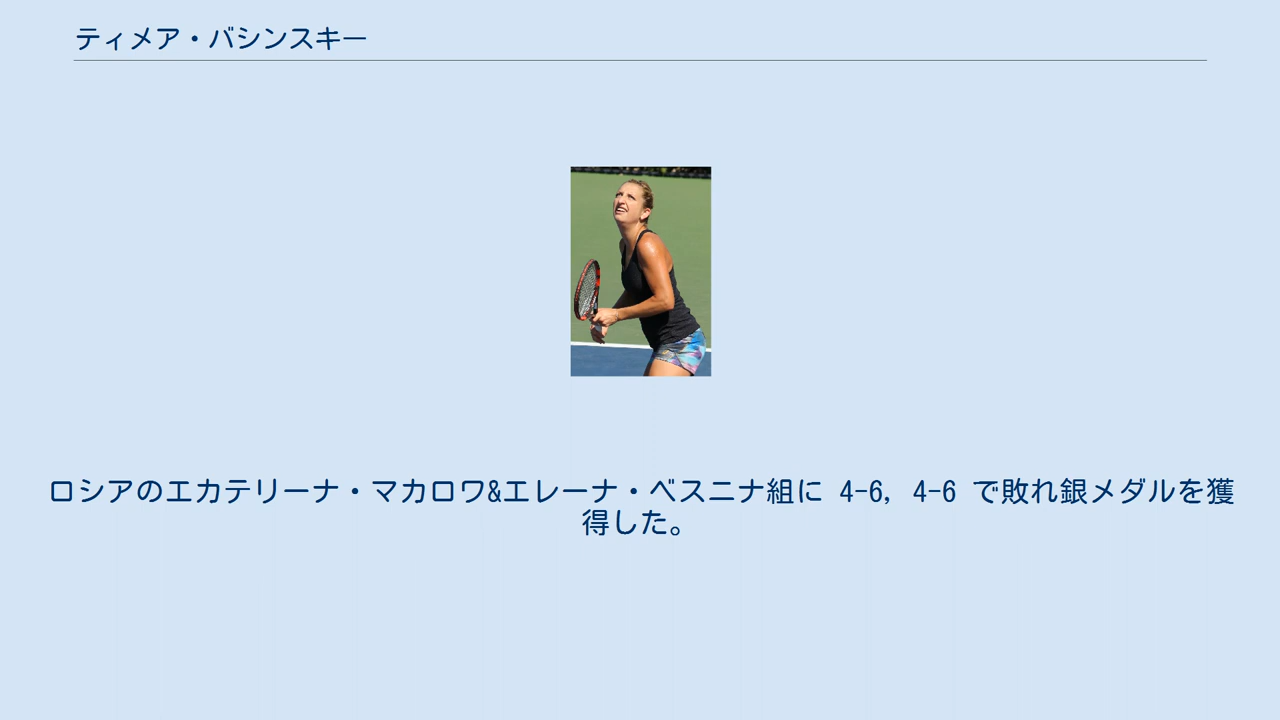 ティメア・バシンスキー
ロシアのエカテリーナ・マカロワ&エレーナ・ベスニナ組に 4-6, 4-6 で敗れ銀メダルを獲
得した。